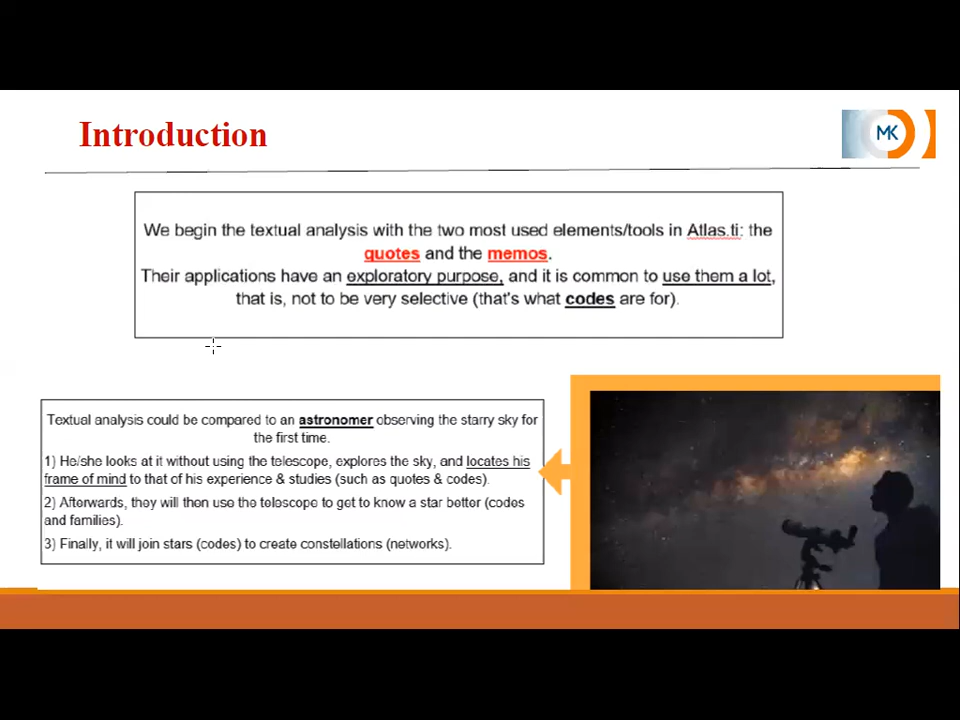 Introduction
MK
We begin the textual analysis with the two most used elements/tools in Atlas.ti: the
quotes and the memos.
Their applications have an exploratory purpose, and it is common to use them a lot,
that is, not to be very selective (that's what codes are for).
Textual analysis could be compared to an astronomer observing the starry sky for
the first time.
1) He/she looks at it without using the telescope, explores the sky, and locates his
frame of mind to that of his experience & studies (such as quotes & codes).
2) Afterwards, they will then use the telescope to get to know a star better (codes
and families).
3) Finally, it will join stars (codes) to create constellations (networks).